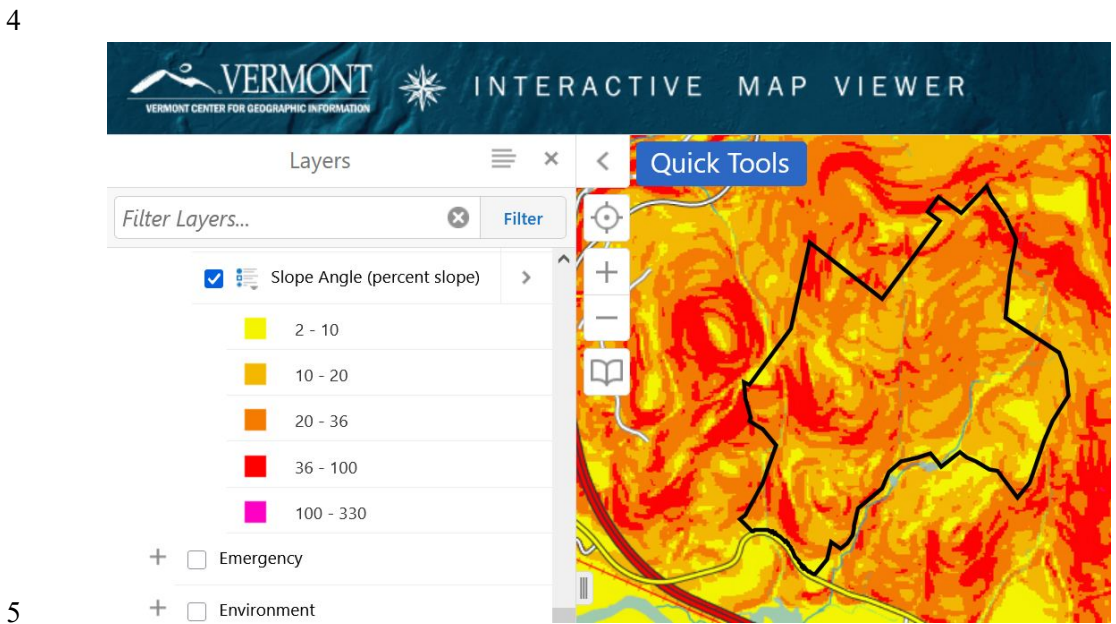 4
VERMONT
VERMONT CENTER FOR GEOGRAPHIC INFORMATION
INTERACTIVE MAP VIEWER
Layers
Quick Tools
Filter Layers...
Filter
Slope Angle (percent slope)
2 - 10
10 - 20
20 - 36
36 - 100
100 - 330
Emergency
Environment
5